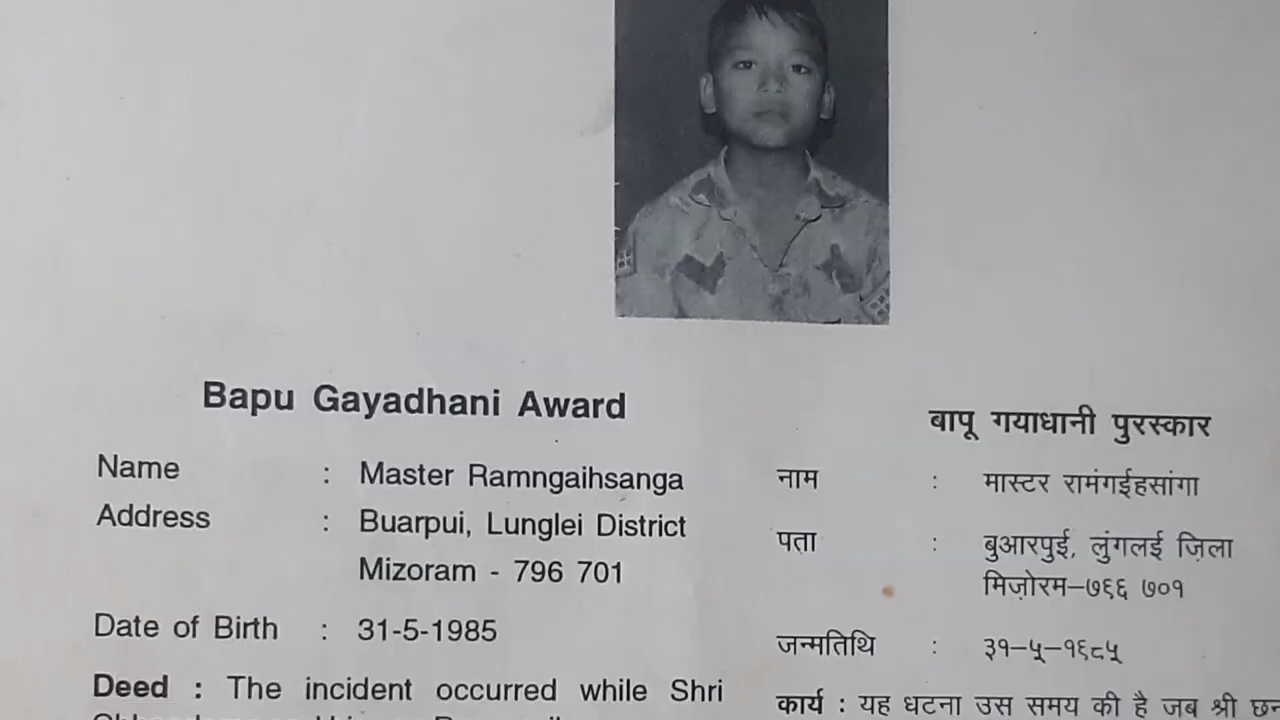 Bapu Gayadhani Award
Name : Master Ramngaihsanga
Address : Buarpui, Lunglei District
Mizoram - 796 701
Date of Birth : 31-5-1985
Deed : The incident occurred while Shri
बापू गयाधानी पुरस्कार
नाम : मास्टर रामंगईहसांगा
पता : बुआरपुई, लुंगलई ज़िला
मिज़ोरम–७९६ ७०१
जन्मतिथि : ३१–५–१९८५
कार्य : यह धटना उस समय की है जब श्री